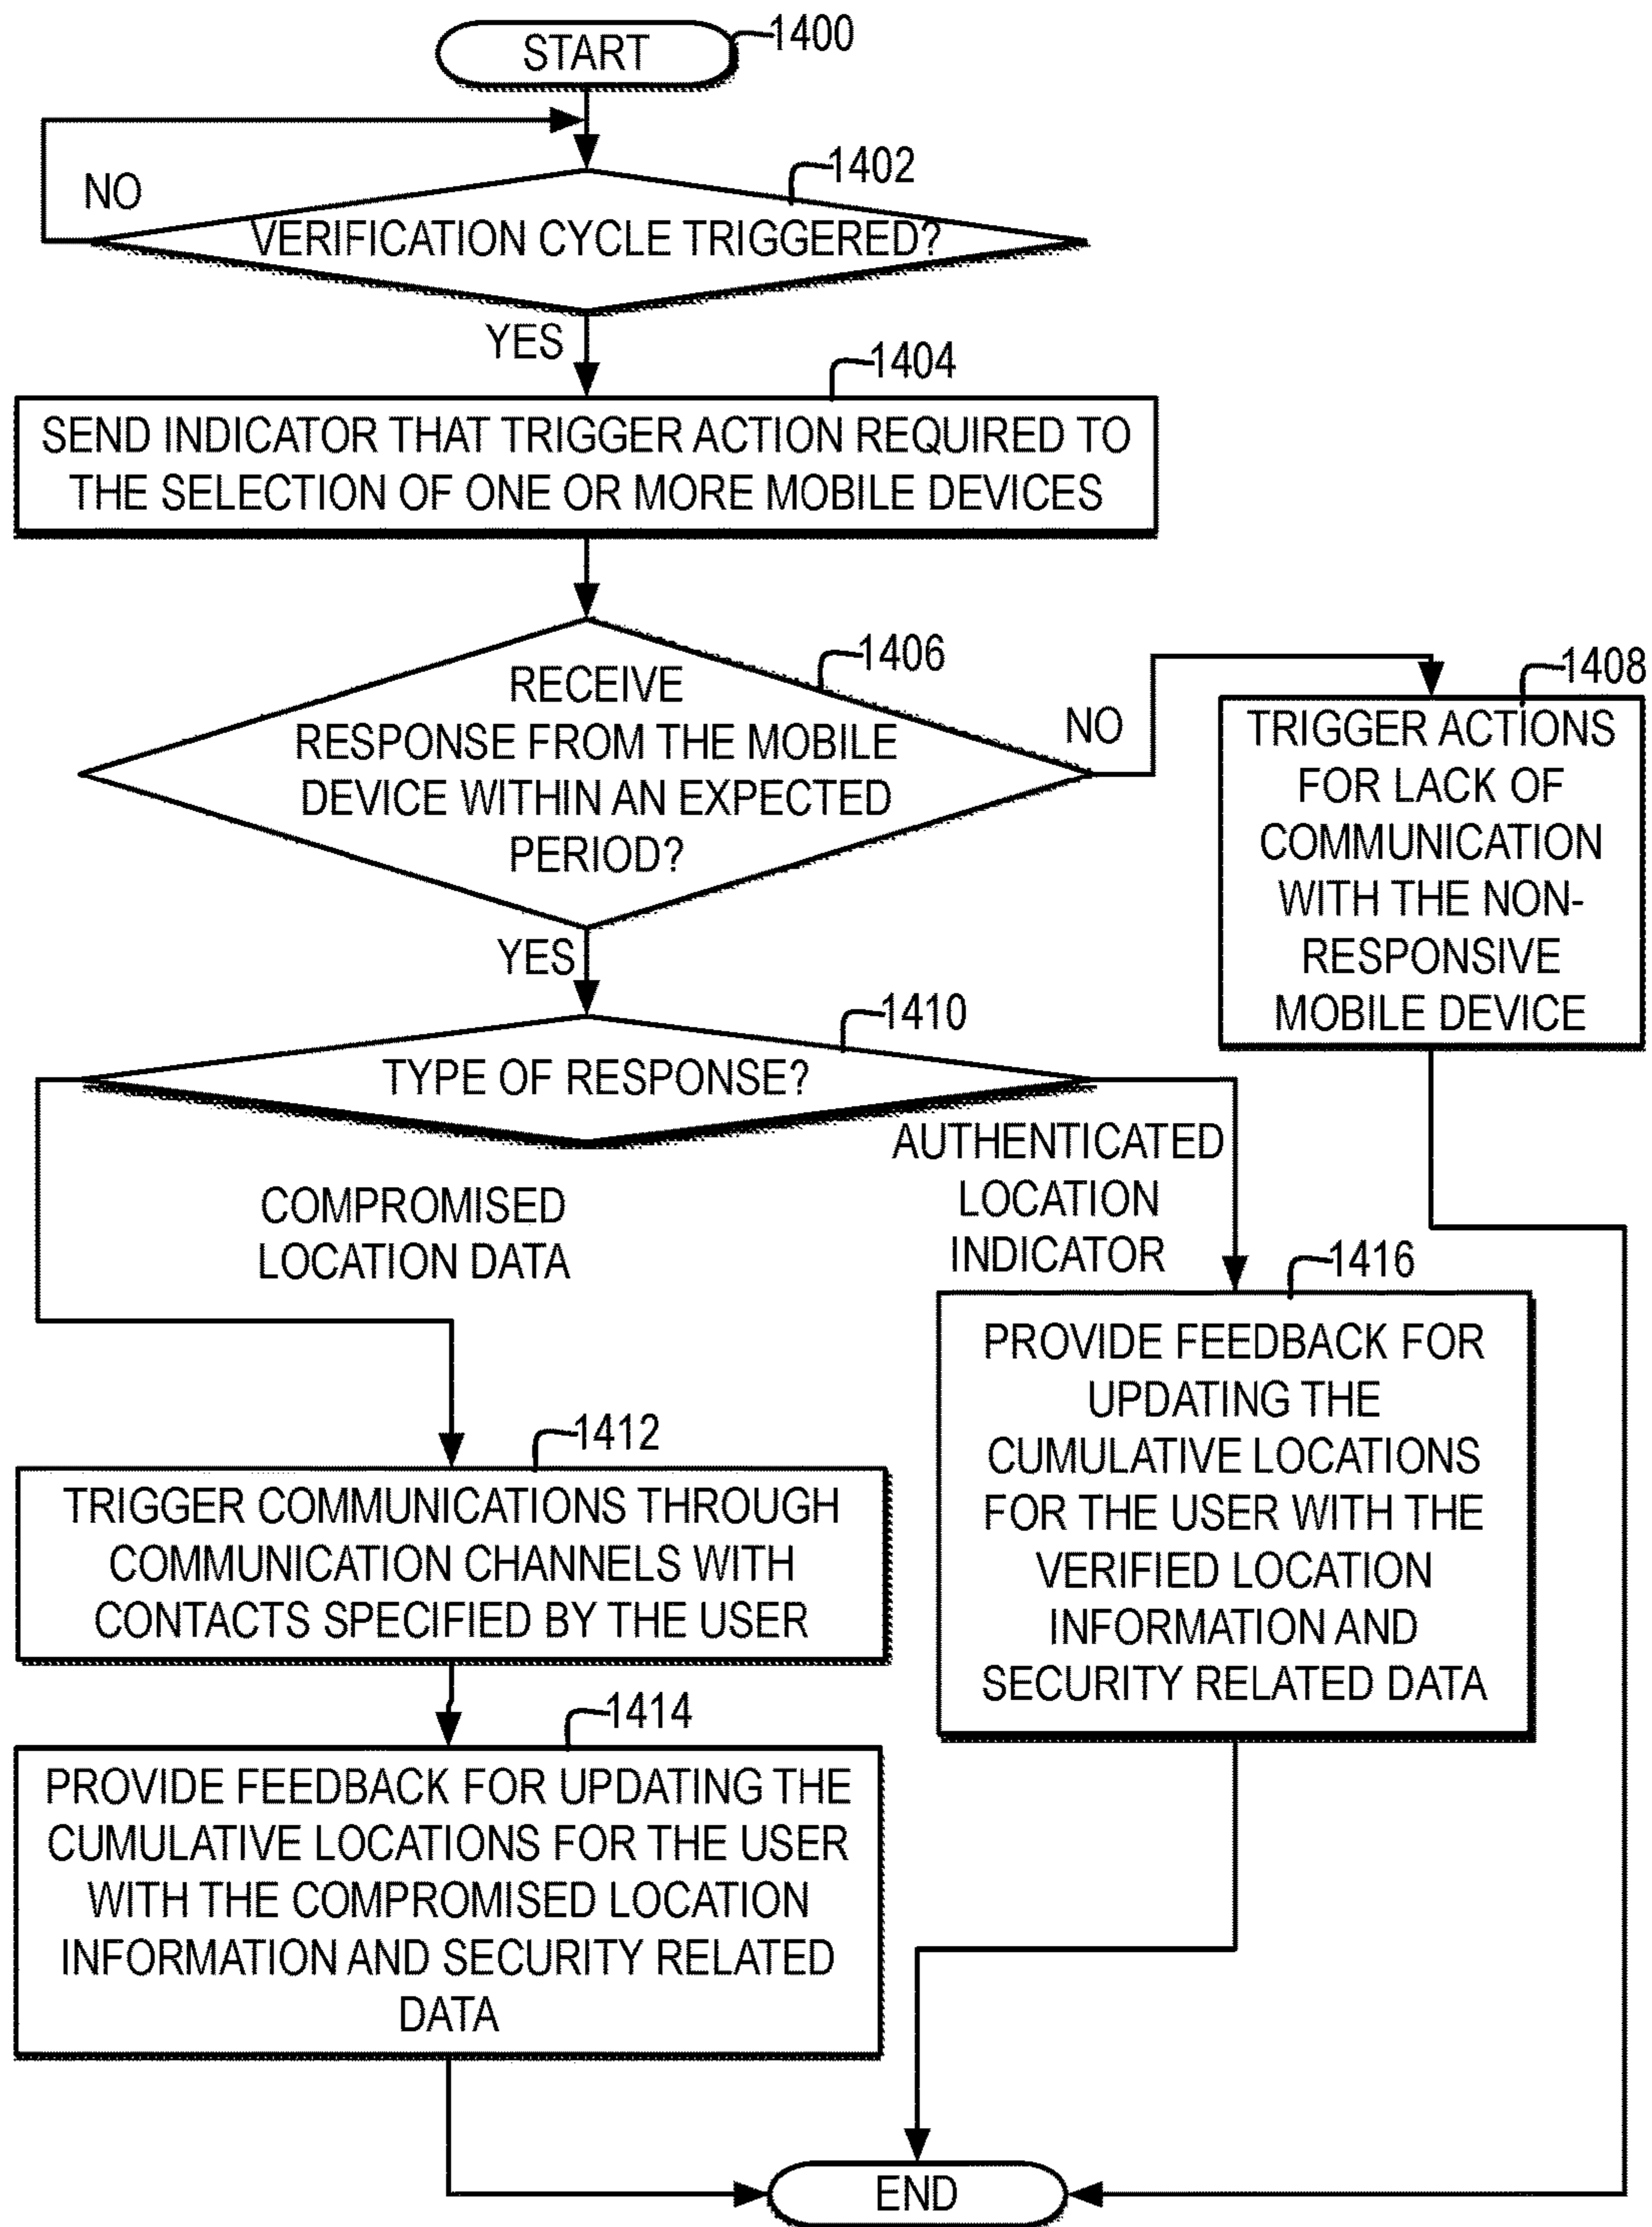 START
1400
1402
NO
VERIFICATION CYCLE TRIGGERED?
YES
1404
SEND INDICATOR THAT TRIGGER ACTION REQUIRED TO
THE SELECTION OF ONE OR MORE MOBILE DEVICES
1406
RECEIVE
RESPONSE FROM THE MOBILE
DEVICE WITHIN AN EXPECTED
PERIOD?
NO
1408
TRIGGER ACTIONS
FOR LACK OF
COMMUNICATION
WITH THE NON-
RESPONSIVE
MOBILE DEVICE
YES
1410
TYPE OF RESPONSE?
COMPROMISED
LOCATION DATA
AUTHENTICATED
LOCATION
INDICATOR
1412
TRIGGER COMMUNICATIONS THROUGH
COMMUNICATION CHANNELS WITH
CONTACTS SPECIFIED BY THE USER
1414
PROVIDE FEEDBACK FOR UPDATING THE
CUMULATIVE LOCATIONS FOR THE USER
WITH THE COMPROMISED LOCATION
INFORMATION AND SECURITY RELATED
DATA
1416
PROVIDE FEEDBACK FOR
UPDATING THE
CUMULATIVE LOCATIONS
FOR THE USER WITH THE
VERIFIED LOCATION
INFORMATION AND
SECURITY RELATED DATA
END